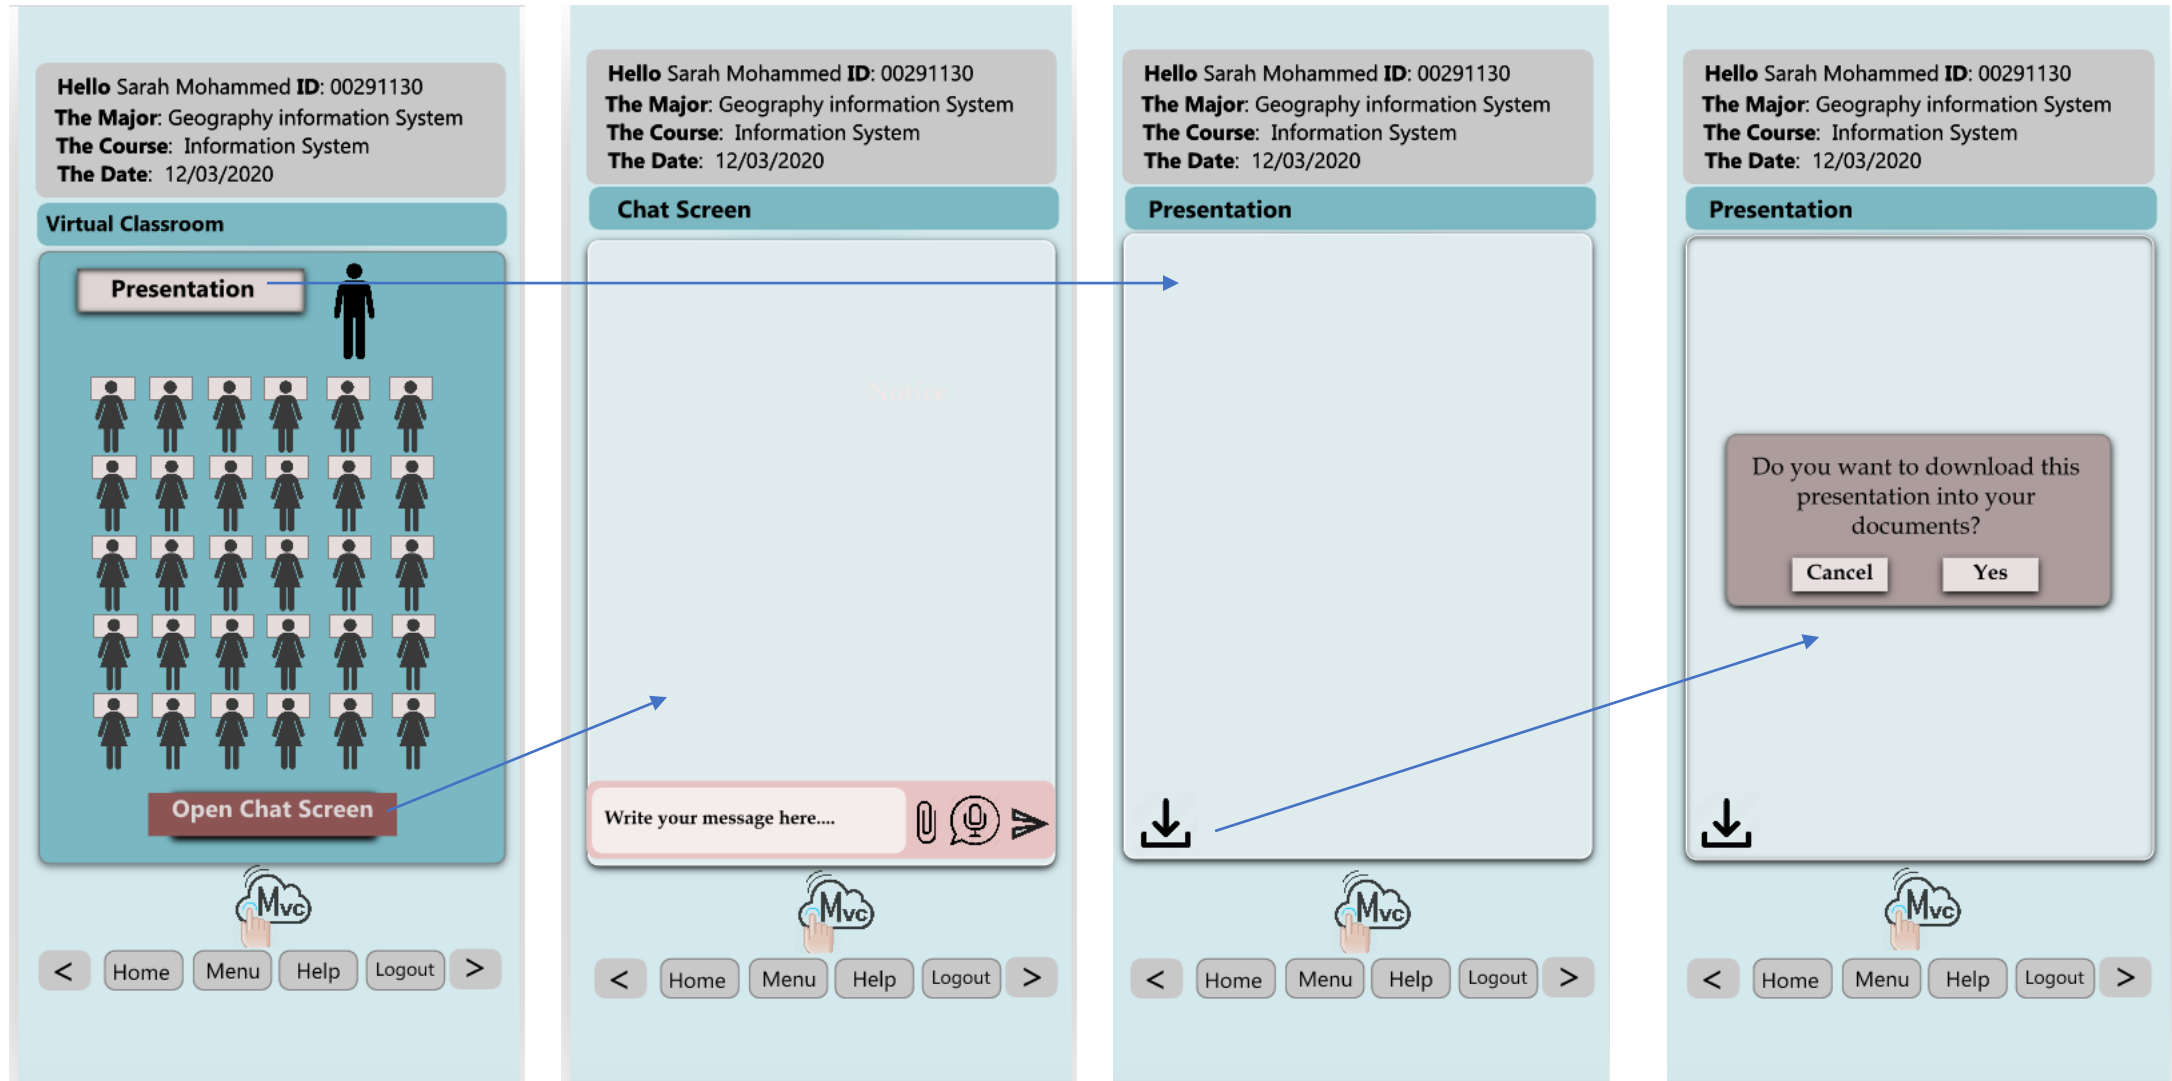 Hello Sarah Mohammed ID: 00291130
The Major: Geography information System
The Course: Information System
The Date: 12/03/2020
Virtual Classroom
Presentation
Open Chat Screen
Mvc
< Home Menu Help Logout >
Hello Sarah Mohammed ID: 00291130
The Major: Geography information System
The Course: Information System
The Date: 12/03/2020
Chat Screen
Notice
Write your message here....
Mvc
< Home Menu Help Logout >
Hello Sarah Mohammed ID: 00291130
The Major: Geography information System
The Course: Information System
The Date: 12/03/2020
Presentation
Mvc
< Home Menu Help Logout >
Hello Sarah Mohammed ID: 00291130
The Major: Geography information System
The Course: Information System
The Date: 12/03/2020
Presentation
Do you want to download this
presentation into your
documents?
Cancel Yes
Mvc
< Home Menu Help Logout >